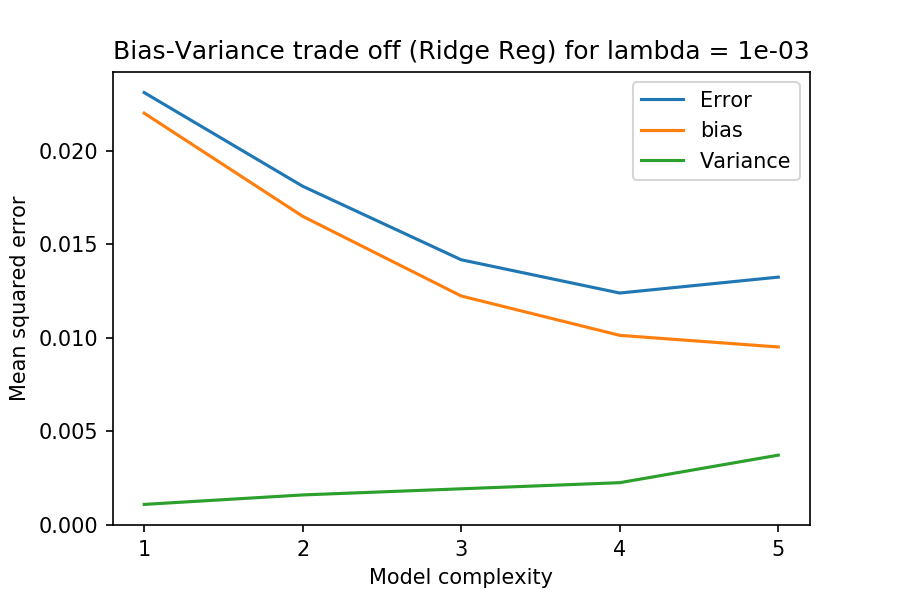 Bias-Variance trade off (Ridge Reg) for lambda = 1e-03
Error
bias
Variance
0.020
0.015
0.010
0.005
0.000
Mean squared error
1 2 3 4 5
Model complexity